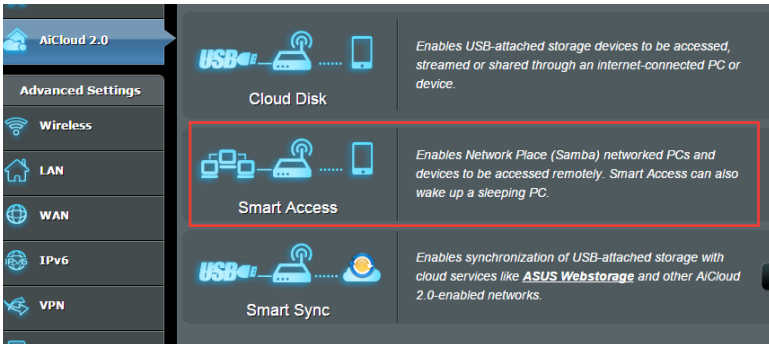 AiCloud 2.0
Advanced Settings
Wireless
LAN
WAN
IPv6
IPv6
VPN
USB
Cloud Disk
Enables USB-attached storage devices to be accessed,
streamed or shared through an internet-connected PC or
device.
Smart Access
Enables Network Place (Samba) networked PCs and
devices to be accessed remotely. Smart Access can also
wake up a sleeping PC.
USB
Smart Sync
Enables synchronization of USB-attached storage with
cloud services like ASUS Webstorage and other AiCloud
2.0-enabled networks.